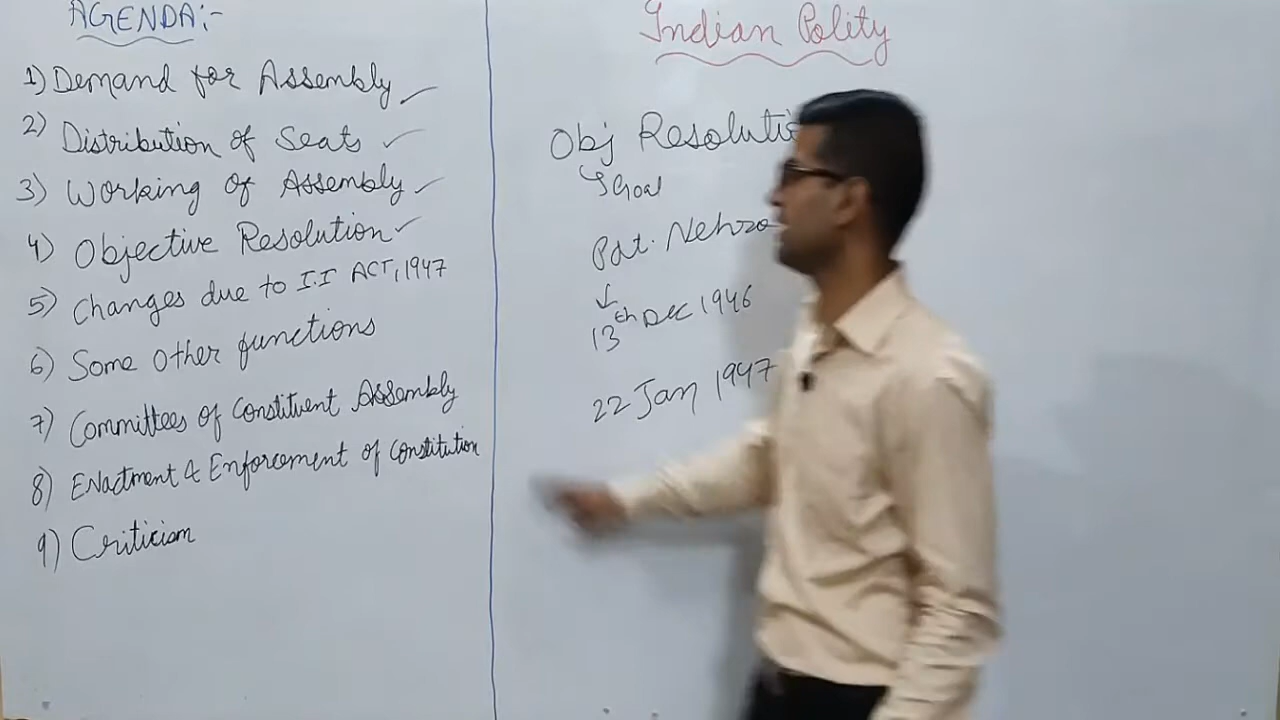 AGENDA:-
1) Demand for Assembly
2) Distribution of Seats
3) Working of Assembly
4) Objective Resolution
5) Changes due to I.I ACT, 1947
6) Some Other functions
7) Committees of Constituent Assembly
8) Enactment & Enforcement of Constitution
9) Criticism
Indian Polity
Obj Resoluti
Goal
Pdt. Nehr
13th Dec 1946
22 Jan 1947